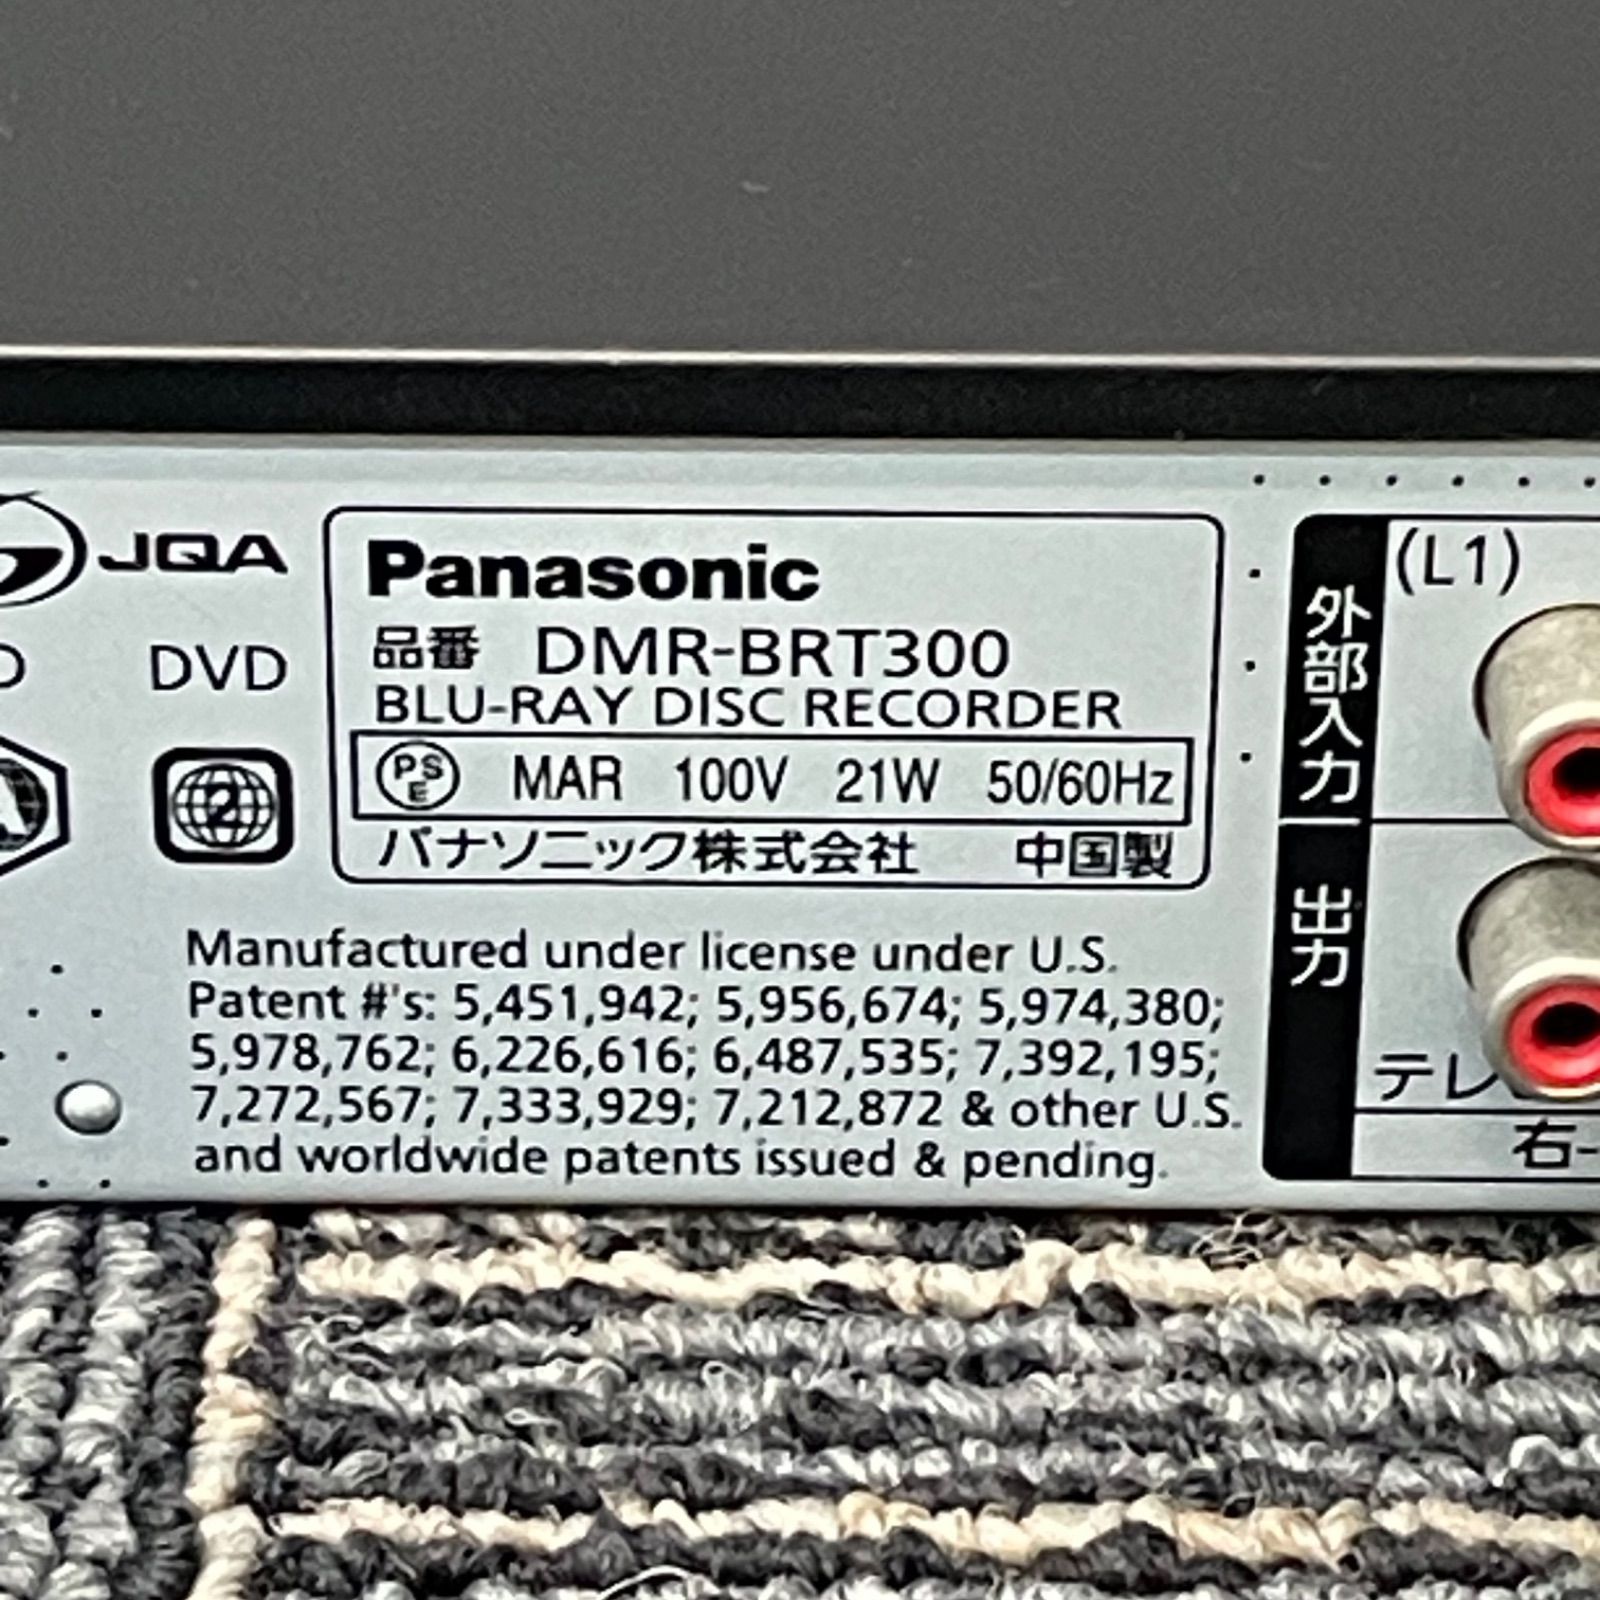 JQA
DVD
2
Panasonic
品番 DMR-BRT300
BLU-RAY DISC RECORDER
PSE MAR 100V 21W 50/60Hz
パナソニック株式会社 中国製
Manufactured under license under U.S.
Patent #'s: 5,451,942; 5,956,674; 5,974,380;
5,978,762; 6,226,616; 6,487,535; 7,392,195;
7,272,567; 7,333,929; 7,212,872 & other U.S.
and worldwide patents issued & pending.
(L1)
外部入力
出力
テレ
右-